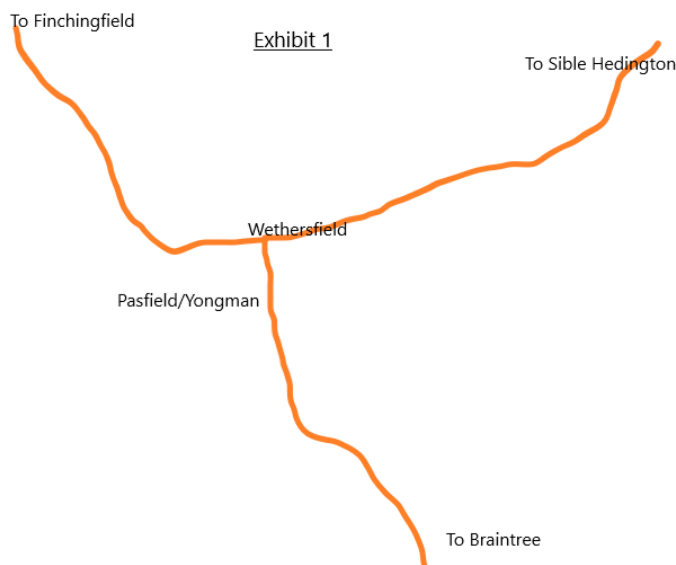 To Finchingfield
Exhibit 1
To Sible Hedington
Wethersfield
Pasfield/Yongman
To Braintree